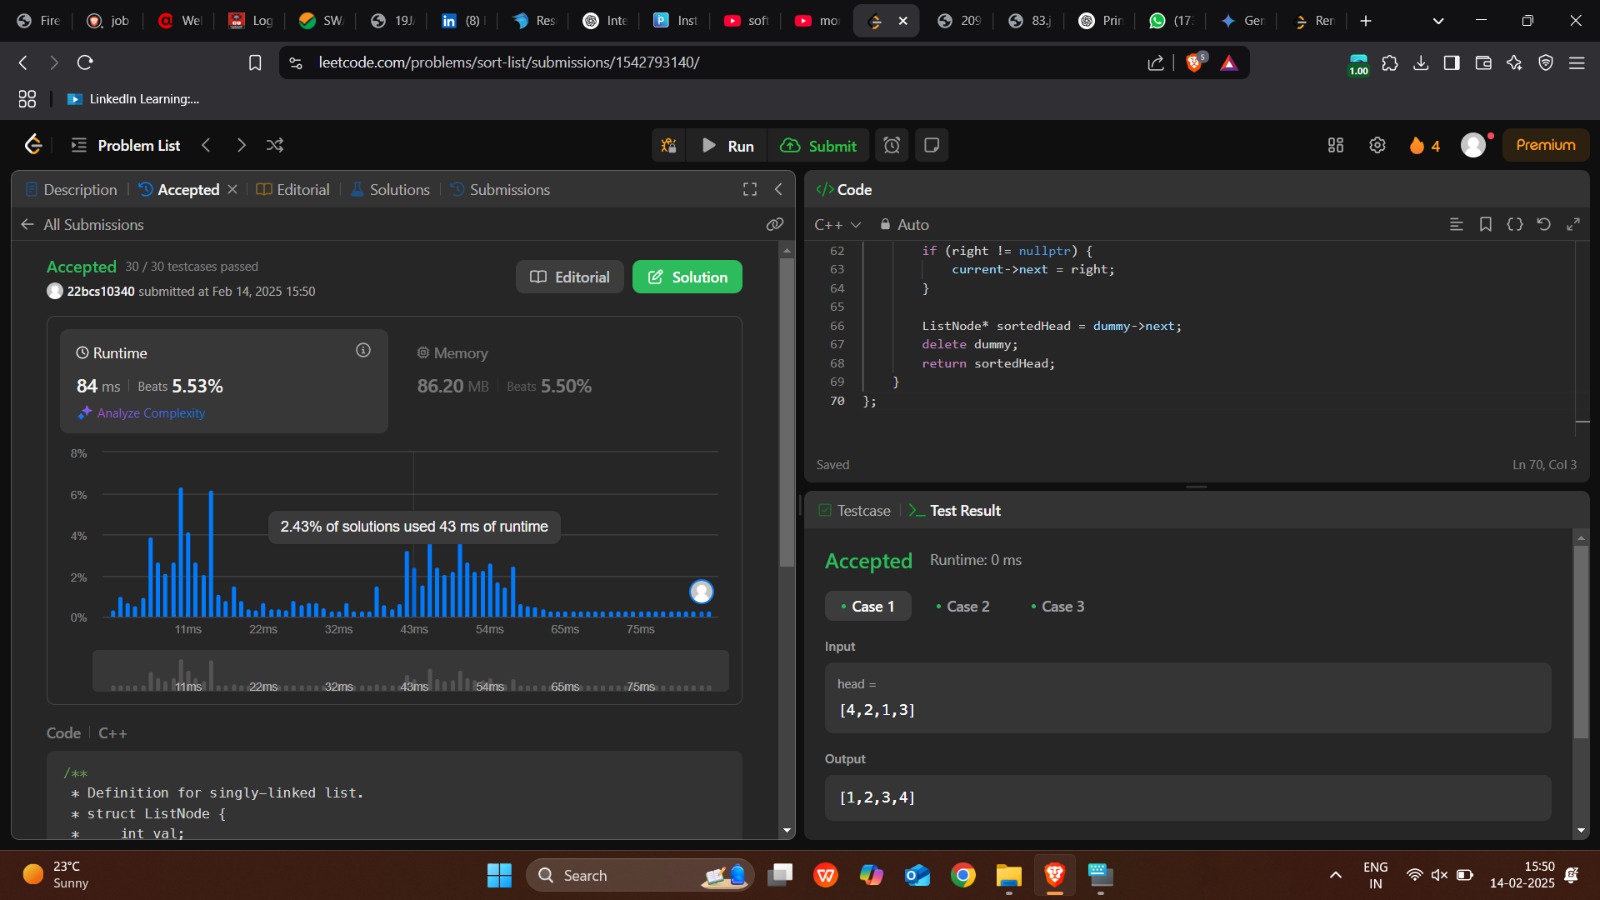 Fire
job
Wel
Log
SW
19J
(8)
Res
Inte
Inst
soft
mo
209
83.j
Prin
(17:
Ger
Ren
leetcode.com/problems/sort-list/submissions/1542793140/
5
1.00
LinkedIn Learning:...
Problem List
Run
Submit
4
Premium
Description
Accepted
Editorial
Solutions
Submissions
Code
All Submissions
C++
Auto
Accepted 30 / 30 testcases passed
22bcs10340 submitted at Feb 14, 2025 15:50
Editorial
Solution
Runtime
84 ms
Beats 5.53%
Analyze Complexity
Memory
86.20 MB
Beats 5.50%
8%
6%
4%
2%
0%
2.43% of solutions used 43 ms of runtime
11ms 22ms 32ms 43ms 54ms 65ms 75ms
11ms 22ms 32ms 43ms 54ms 65ms 75ms
Code
C++
/**
* Definition for singly-linked list.
* struct ListNode {
* int val;
62 if (right != nullptr) {
63 current->next = right;
64 }
65
66 ListNode* sortedHead = dummy->next;
67 delete dummy;
68 return sortedHead;
69 }
70 };
Saved
Ln 70, Col 3
Testcase
Test Result
Accepted
Runtime: 0 ms
• Case 1
• Case 2
• Case 3
Input
head =
[4,2,1,3]
Output
[1,2,3,4]
23°C
Sunny
Search
ENG
IN
15:50
14-02-2025